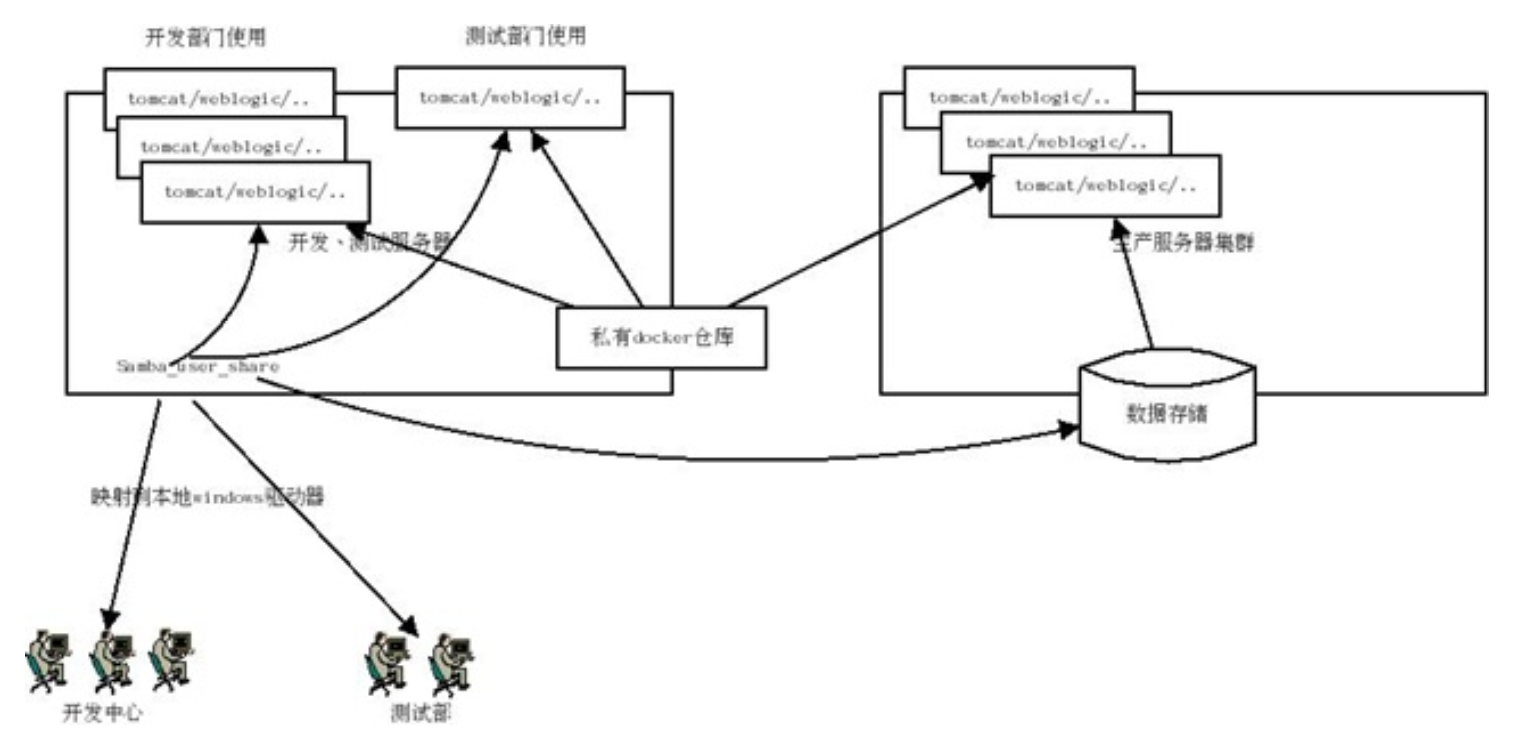 开发部门使用
测试部门使用
tomcat/weblogic/..
tomcat/weblogic/..
tomcat/weblogic/..
tomcat/weblogic/..
tomcat/weblogic/..
tomcat/weblogic/..
tomcat/weblogic/..
开发、测试服务器
生产服务器集群
私有docker仓库
Samba_user_share
数据存储
映射到本地windows驱动器
开发中心
测试部